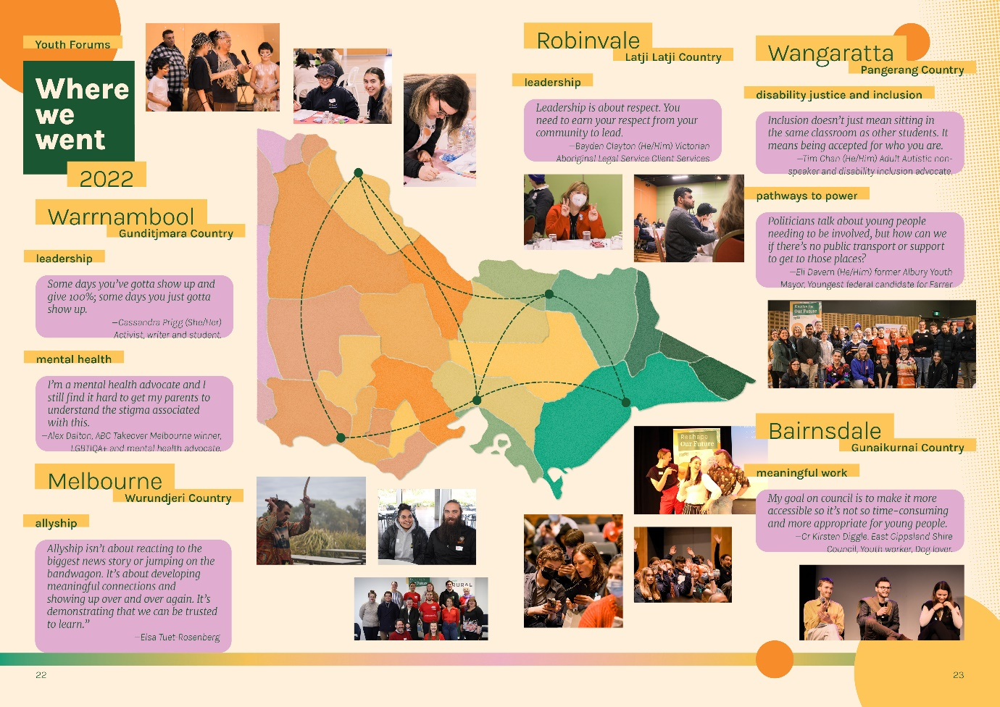 Youth Forums
Where
we
went
2022
Warrnambool
Gunditjmara Country
leadership
Some days you've gotta show up and
give 100%; some days you just gotta
show up.
—Cassandra Prigg (She/Her)
Activist, writer and student.
mental health
I'm a mental health advocate and I
still find it hard to get my parents to
understand the stigma associated
with this.
—Alex Dalton, ABC Takeover Melbourne winner,
LGBTIQA+ and mental health advocate.
Melbourne
Wurundjeri Country
allyship
Allyship isn't about reacting to the
biggest news story or jumping on the
bandwagon. It's about developing
meaningful connections and
showing up over and over again. It's
demonstrating that we can be trusted
to learn.”
—Elsa Tuet-Rosenberg
22
Robinvale
Latji Latji Country
leadership
Leadership is about respect. You
need to earn your respect from your
community to lead.
—Bayden Clayton (He/Him) Victorian
Aboriginal Legal Service Client Services
Wangaratta
Pangerang Country
disability justice and inclusion
Inclusion doesn't just mean sitting in
the same classroom as other students. It
means being accepted for who you are.
—Tim Chan (He/Him) Adult Autistic non-
speaker and disability inclusion advocate.
pathways to power
Politicians talk about young people
needing to be involved, but how can we
if there's no public transport or support
to get to those places?
—Eli Davern (He/Him) former Albury Youth
Mayor, Youngest federal candidate for Farrer
Reshape
Our Future
Bairnsdale
Gunaikurnai Country
meaningful work
My goal on council is to make it more
accessible so it's not so time-consuming
and more appropriate for young people.
—Cr Kirsten Diggle. East Gippsland Shire
Council, Youth worker, Dog lover.
Reshape
Our Future
RURAL
23